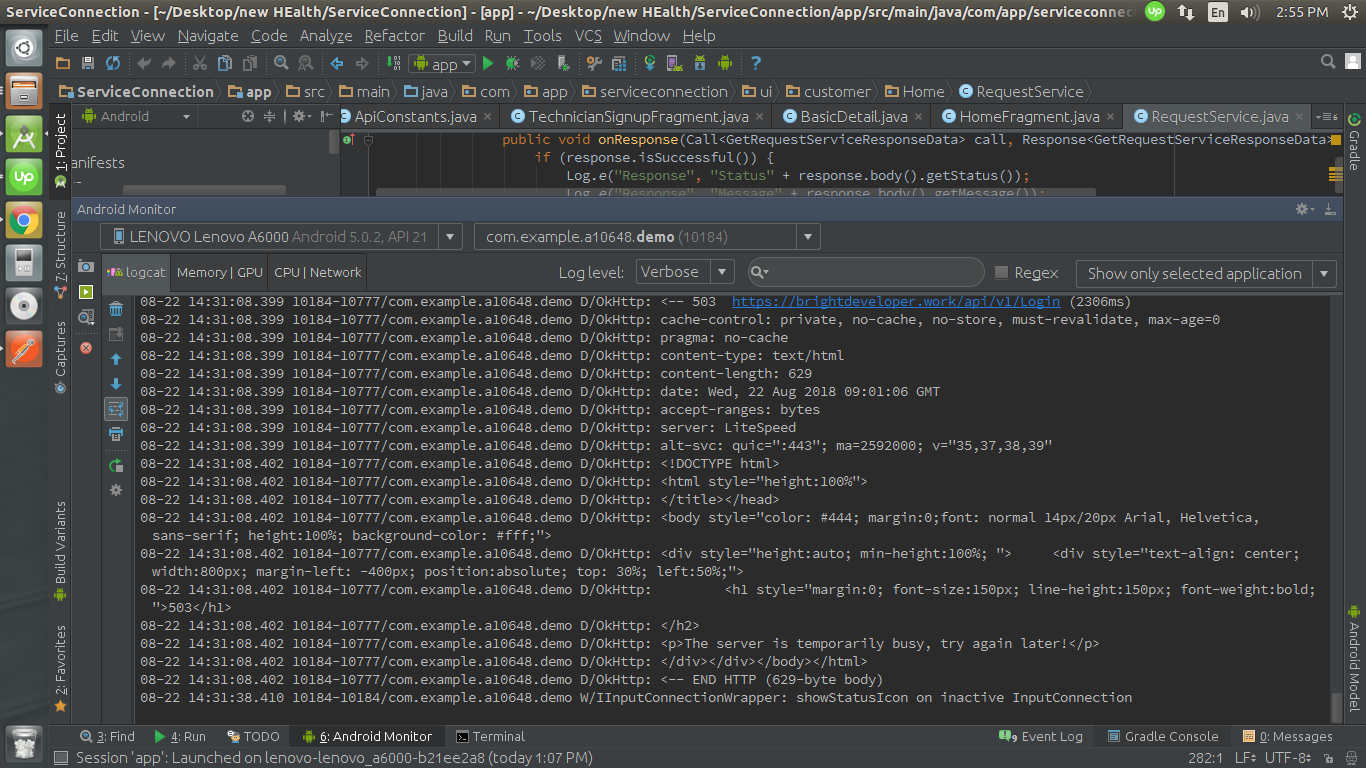 ServiceConnection - [~/Desktop/new HEalth/ServiceConnection] - [app] - ~/Desktop/new HEalth/ServiceConnection/app/src/main/java/com/app/serviceconnec
Up En 2:55 PM
File Edit View Navigate Code Analyze Refactor Build Run Tools VCS Window Help
app
ServiceConnection app src main java com app serviceconnection ui customer Home RequestService
Android
ApiConstants.java TechnicianSignupFragment.java BasicDetail.java HomeFragment.java RequestService.java
anifests
public void onResponse(Call<GetRequestServiceResponseData> call, Response<GetRequestServiceResponseData>
if (response.isSuccessful()) {
Log.e("Response", "Status" + response.body().getStatus());
Log.e("Response", "Message" + response.body().getMessage());
Android Monitor
LENOVO Lenovo A6000 Android 5.0.2, API 21 com.example.a10648.demo (10184)
logcat Memory | GPU CPU | Network Log level: Verbose Regex Show only selected application
08-22 14:31:08.399 10184-10777/com.example.a10648.demo D/OkHttp: <-- 503 https://brightdeveloper.work/api/v1/Login (2306ms)
08-22 14:31:08.399 10184-10777/com.example.a10648.demo D/OkHttp: cache-control: private, no-cache, no-store, must-revalidate, max-age=0
08-22 14:31:08.399 10184-10777/com.example.a10648.demo D/OkHttp: pragma: no-cache
08-22 14:31:08.399 10184-10777/com.example.a10648.demo D/OkHttp: content-type: text/html
08-22 14:31:08.399 10184-10777/com.example.a10648.demo D/OkHttp: content-length: 629
08-22 14:31:08.399 10184-10777/com.example.a10648.demo D/OkHttp: date: Wed, 22 Aug 2018 09:01:06 GMT
08-22 14:31:08.399 10184-10777/com.example.a10648.demo D/OkHttp: accept-ranges: bytes
08-22 14:31:08.399 10184-10777/com.example.a10648.demo D/OkHttp: server: LiteSpeed
08-22 14:31:08.399 10184-10777/com.example.a10648.demo D/OkHttp: alt-svc: quic=":443"; ma=2592000; v="35,37,38,39"
08-22 14:31:08.402 10184-10777/com.example.a10648.demo D/OkHttp: <!DOCTYPE html>
08-22 14:31:08.402 10184-10777/com.example.a10648.demo D/OkHttp: <html style="height:100%">
08-22 14:31:08.402 10184-10777/com.example.a10648.demo D/OkHttp: </title></head>
08-22 14:31:08.402 10184-10777/com.example.a10648.demo D/OkHttp: <body style="color: #444; margin:0;font: normal 14px/20px Arial, Helvetica,
sans-serif; height:100%; background-color: #fff;">
08-22 14:31:08.402 10184-10777/com.example.a10648.demo D/OkHttp: <div style="height:auto; min-height:100%; "> <div style="text-align: center;
width:800px; margin-left: -400px; position:absolute; top: 30%; left:50%;">
08-22 14:31:08.402 10184-10777/com.example.a10648.demo D/OkHttp: <h1 style="margin:0; font-size:150px; line-height:150px; font-weight:bold;
">503</h1>
08-22 14:31:08.402 10184-10777/com.example.a10648.demo D/OkHttp: </h2>
08-22 14:31:08.402 10184-10777/com.example.a10648.demo D/OkHttp: <p>The server is temporarily busy, try again later!</p>
08-22 14:31:08.402 10184-10777/com.example.a10648.demo D/OkHttp: </div></div></body></html>
08-22 14:31:08.402 10184-10777/com.example.a10648.demo D/OkHttp: <-- END HTTP (629-byte body)
08-22 14:31:38.410 10184-10184/com.example.a10648.demo W/IInputConnectionWrapper: showStatusIcon on inactive InputConnection
1: Project
7: Structure
Captures
Build Variants
2: Favorites
Gradle
Android Model
3: Find 4: Run TODO 6: Android Monitor Terminal 9 Event Log Gradle Console 0: Messages
Session 'app': Launched on lenovo-lenovo_a6000-b21ee2a8 (today 1:07 PM) 282:1 LF UTF-8